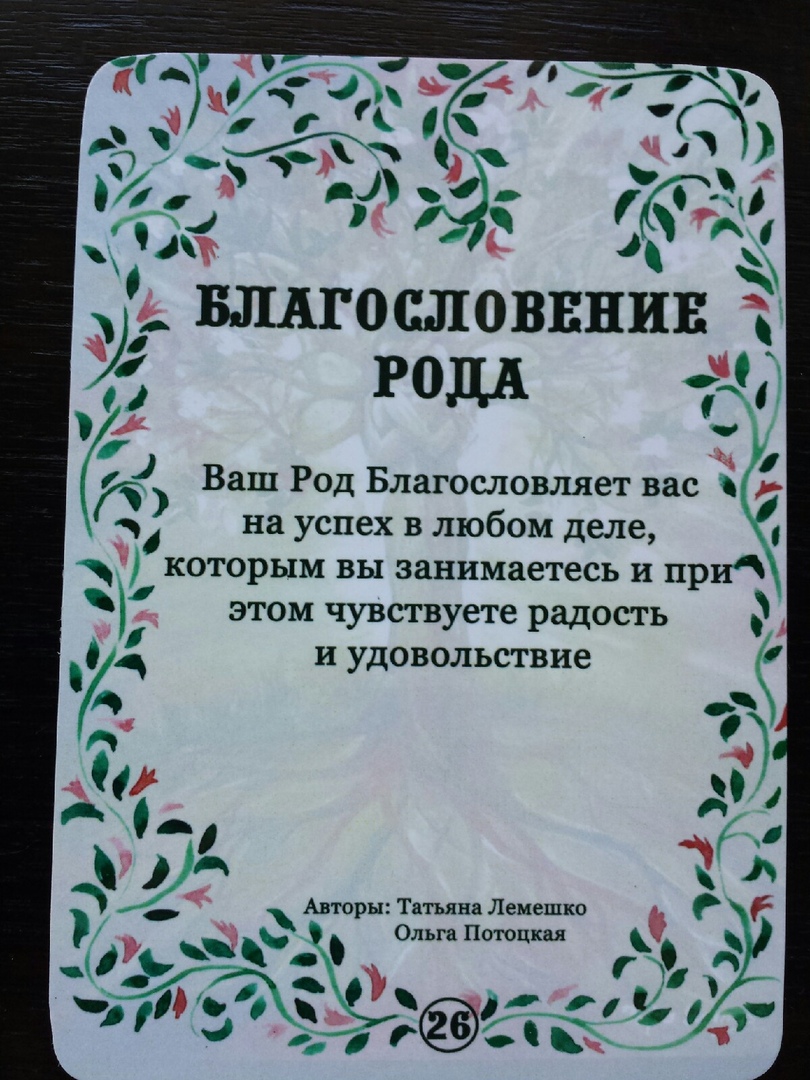 БЛАГОСЛОВЕНИЕ
РОДА
Ваш Род Благословляет вас
на успех в любом деле,
которым вы занимаетесь и при
этом чувствуете радость
и удовольствие
Авторы: Татьяна Лемешко
Ольга Потоцкая
26